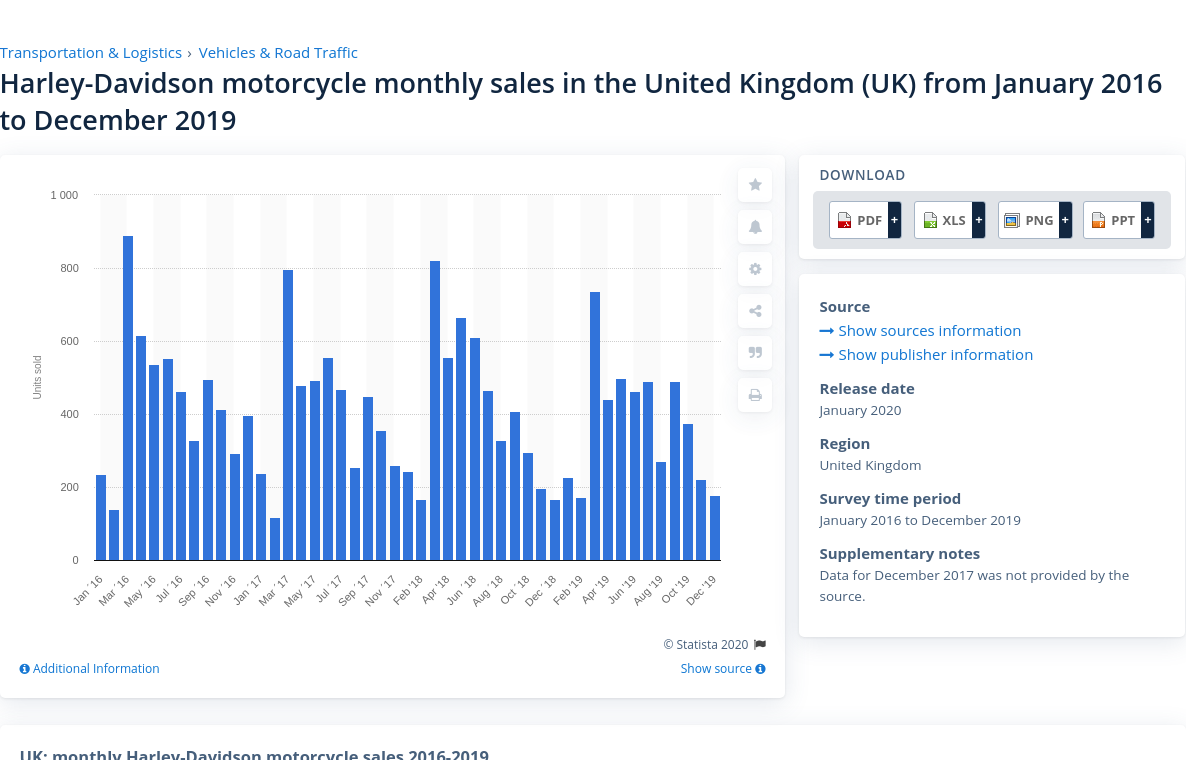 Transportation & Logistics › Vehicles & Road Traffic
Harley-Davidson motorcycle monthly sales in the United Kingdom (UK) from January 2016
to December 2019
1 000
800
600
400
200
0
Units sold
Jan '16
Mar '16
May '16
Jul '16
Sep '16
Nov '16
Jan '17
Mar '17
May '17
Jul '17
Sep '17
Nov '17
Feb '18
Apr '18
Jun '18
Aug '18
Oct '18
Dec '18
Feb '19
Apr '19
Jun '19
Aug '19
Oct '19
Dec '19
© Statista 2020
Additional Information
Show source
DOWNLOAD
PDF + XLS + PNG + PPT +
Source
Show sources information
Show publisher information
Release date
January 2020
Region
United Kingdom
Survey time period
January 2016 to December 2019
Supplementary notes
Data for December 2017 was not provided by the
source.
UK: monthly Harley-Davidson motorcycle sales 2016-2019